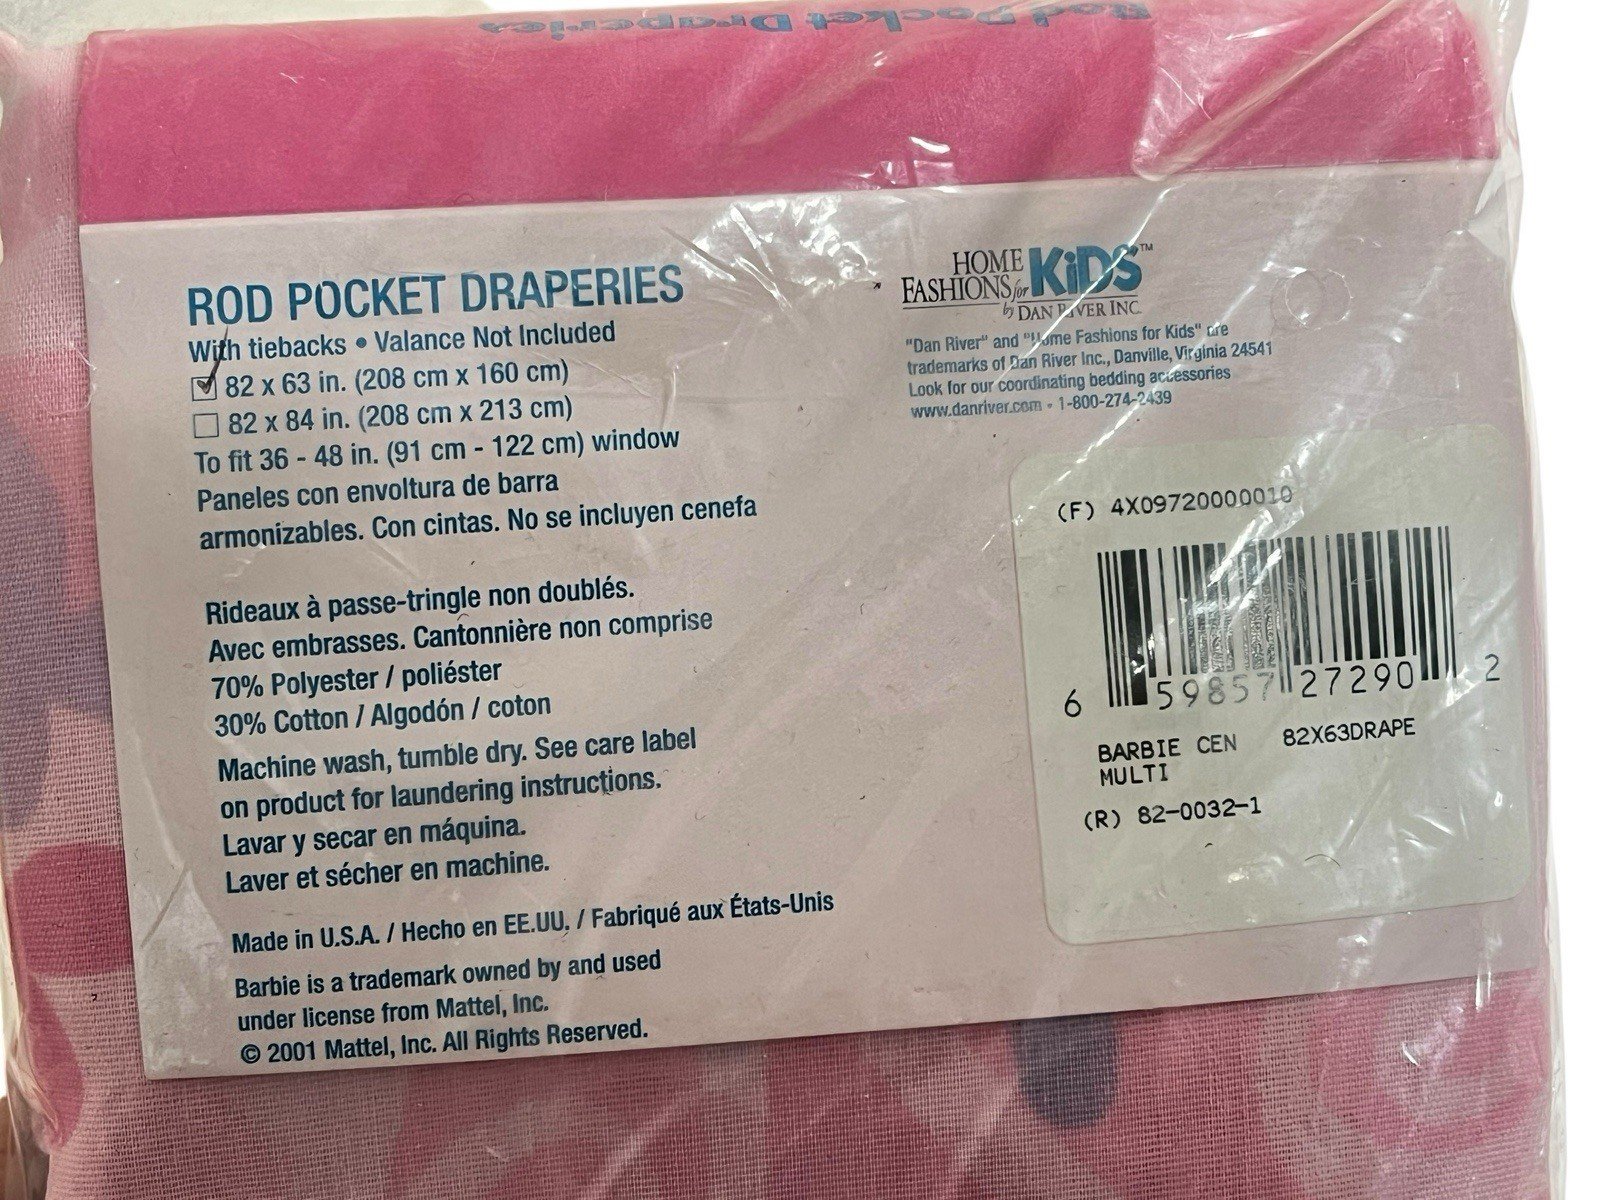 Rod Pocket Draperies
ROD POCKET DRAPERIES
With tiebacks • Valance Not Included
82 x 63 in. (208 cm x 160 cm)
82 x 84 in. (208 cm x 213 cm)
To fit 36 - 48 in. (91 cm - 122 cm) window
Paneles con envoltura de barra
armonizables. Con cintas. No se incluyen cenefa
Rideaux à passe-tringle non doublés.
Avec embrasses. Cantonnière non comprise
70% Polyester / poliéster
30% Cotton / Algodón / coton
Machine wash, tumble dry. See care label
on product for laundering instructions.
Lavar y secar en máquina.
Laver et sécher en machine.
Made in U.S.A. / Hecho en EE.UU. / Fabriqué aux États-Unis
Barbie is a trademark owned by and used
under license from Mattel, Inc.
© 2001 Mattel, Inc. All Rights Reserved.
HOME
FASHIONS for KiDS™
by DAN RIVER INC.
"Dan River" and "Home Fashions for Kids" are
trademarks of Dan River Inc., Danville, Virginia 24541
Look for our coordinating bedding accessories
www.danriver.com • 1-800-274-2439
(F) 4X09720000010
6 59857 27290 2
BARBIE CEN 82X63DRAPE
MULTI
(R) 82-0032-1